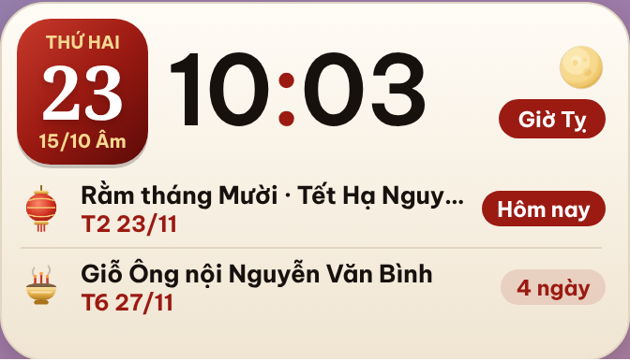 THỨ HAI
23
15/10 Âm
10:03
Giờ Tỵ
Rằm tháng Mười · Tết Hạ Nguy...
T2 23/11
Hôm nay
Giỗ Ông nội Nguyễn Văn Bình
T6 27/11
4 ngày